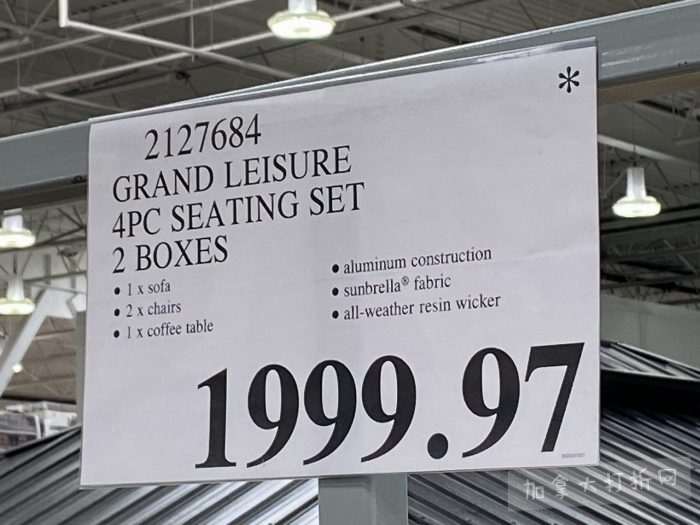 *
2127684
GRAND LEISURE
4PC SEATING SET
2 BOXES
• 1 x sofa
• 2 x chairs
• 1 x coffee table
• aluminum construction
• sunbrella® fabric
• all-weather resin wicker
1999.97
加拿大打折网